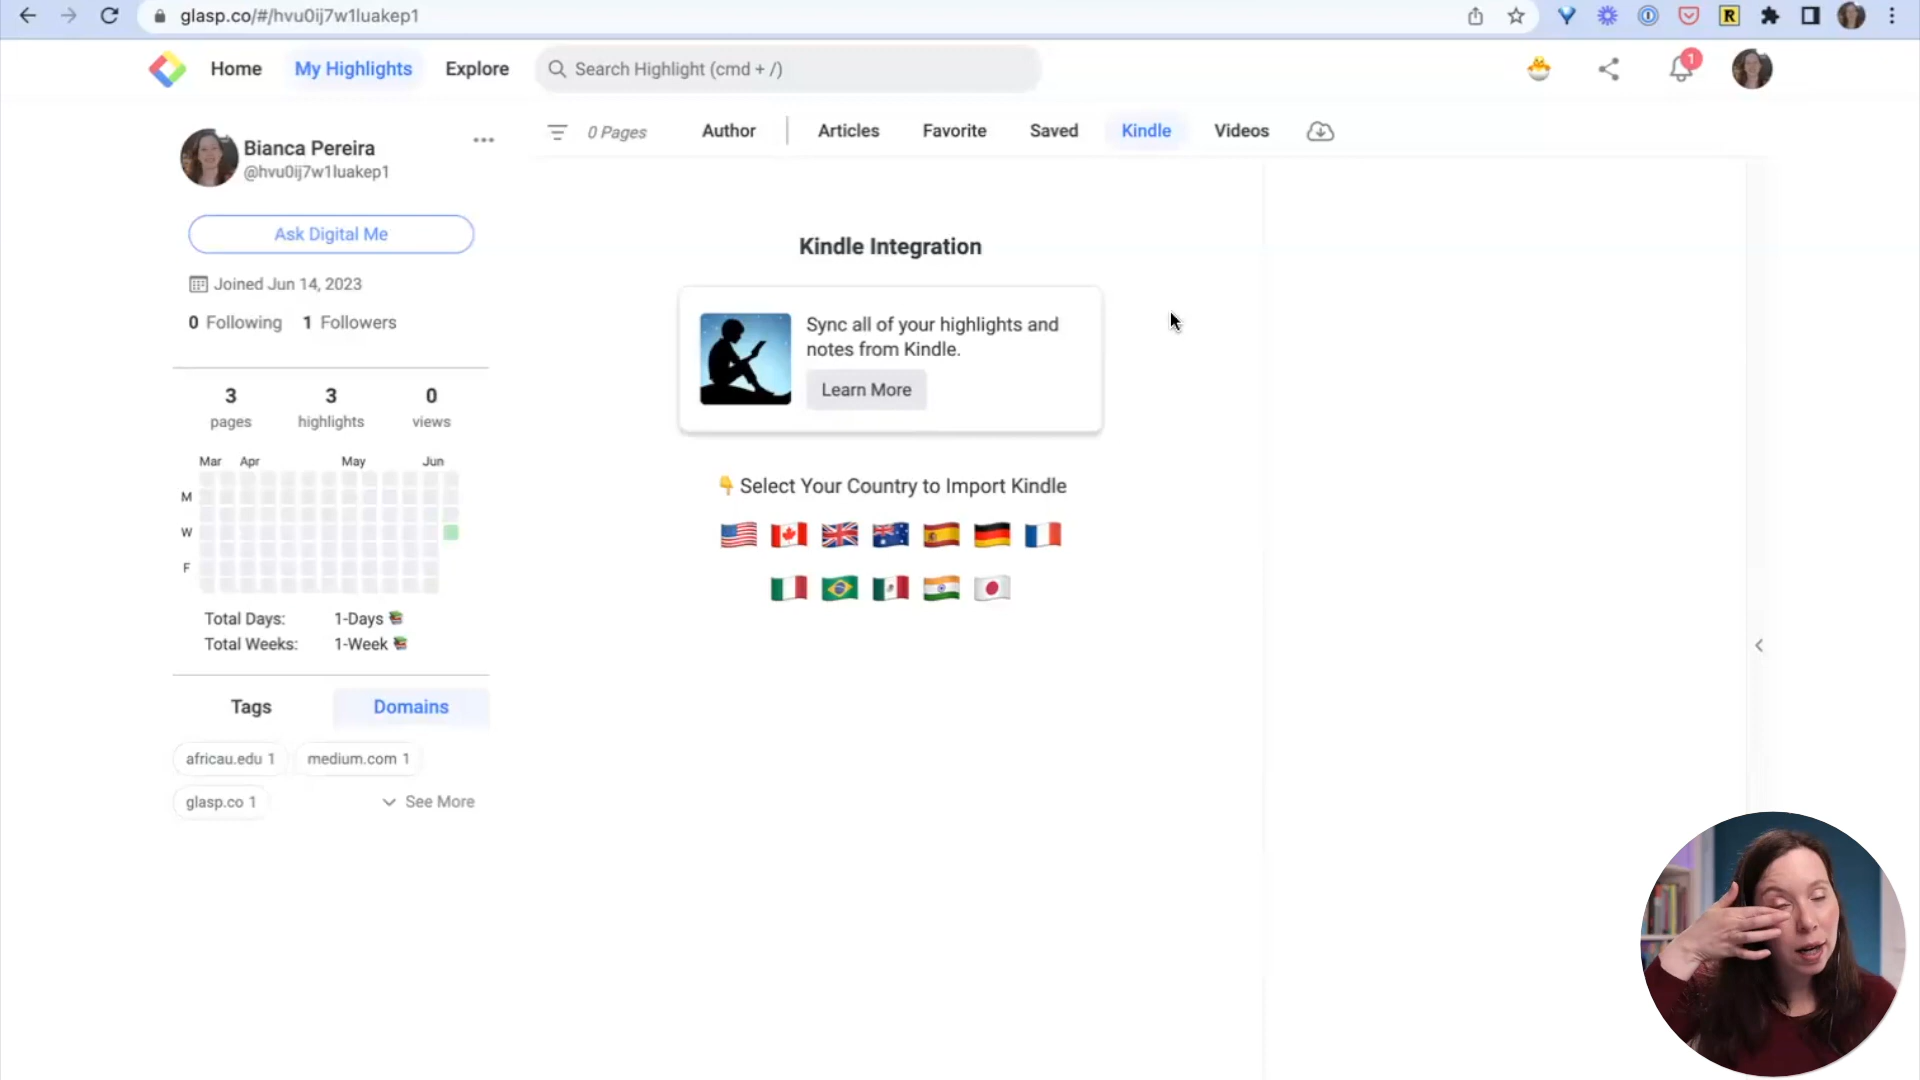 glasp.co/#/hvu0ij7w1luakep1
Home
My Highlights
Explore
Search Highlight (cmd + /)
1
Bianca Pereira
@hvu0ij7w1luakep1
0 Pages
Author
Articles
Favorite
Saved
Kindle
Videos
Ask Digital Me
Joined Jun 14, 2023
0 Following
1 Followers
3
pages
3
highlights
0
views
Mar
Apr
May
Jun
M
W
F
Total Days: 1-Days
Total Weeks: 1-Week
Tags
Domains
africau.edu 1
medium.com 1
glasp.co 1
See More
Kindle Integration
Sync all of your highlights and
notes from Kindle.
Learn More
Select Your Country to Import Kindle
R